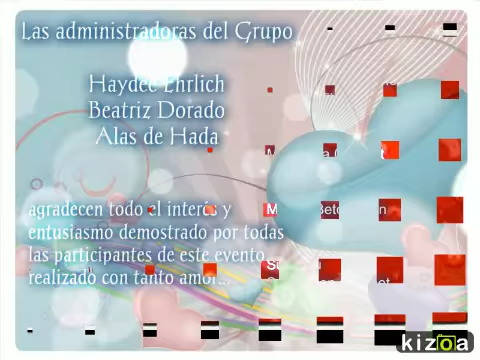 Las administradoras del Grupo
Haydeé Ehrlich
Beatriz Dorado
Alas de Hada
agradecen todo el interés y
entusiasmo demostrado por todas
las participantes de este evento
realizado con tanto amor...
kizoa